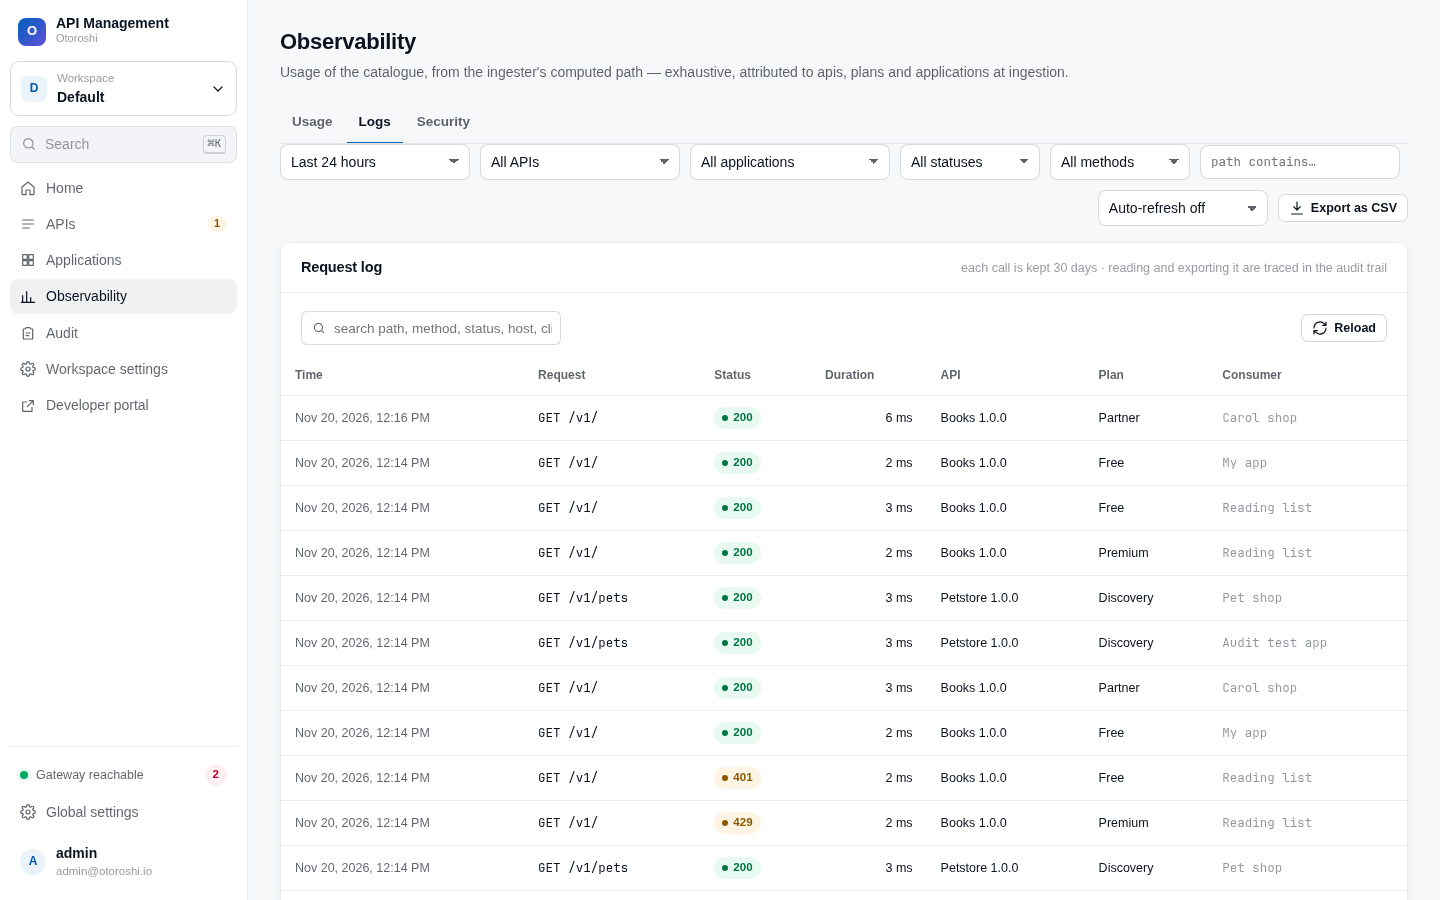 O
API Management
Otoroshi
D
Workspace
Default
Search
⌘K
Home
APIs 1
Applications
Observability
Audit
Workspace settings
Developer portal
Gateway reachable 2
Global settings
A
admin
admin@otoroshi.io
Observability
Usage of the catalogue, from the ingester's computed path — exhaustive, attributed to apis, plans and applications at ingestion.
Usage Logs Security
Last 24 hours All APIs All applications All statuses All methods path contains…
Auto-refresh off Export as CSV
Request log each call is kept 30 days · reading and exporting it are traced in the audit trail
search path, method, status, host, cli Reload
Time Request Status Duration API Plan Consumer
Nov 20, 2026, 12:16 PM GET /v1/ 200 6 ms Books 1.0.0 Partner Carol shop
Nov 20, 2026, 12:14 PM GET /v1/ 200 2 ms Books 1.0.0 Free My app
Nov 20, 2026, 12:14 PM GET /v1/ 200 3 ms Books 1.0.0 Free Reading list
Nov 20, 2026, 12:14 PM GET /v1/ 200 2 ms Books 1.0.0 Premium Reading list
Nov 20, 2026, 12:14 PM GET /v1/pets 200 3 ms Petstore 1.0.0 Discovery Pet shop
Nov 20, 2026, 12:14 PM GET /v1/pets 200 3 ms Petstore 1.0.0 Discovery Audit test app
Nov 20, 2026, 12:14 PM GET /v1/ 200 3 ms Books 1.0.0 Partner Carol shop
Nov 20, 2026, 12:14 PM GET /v1/ 200 2 ms Books 1.0.0 Free My app
Nov 20, 2026, 12:14 PM GET /v1/ 401 2 ms Books 1.0.0 Free Reading list
Nov 20, 2026, 12:14 PM GET /v1/ 429 2 ms Books 1.0.0 Premium Reading list
Nov 20, 2026, 12:14 PM GET /v1/pets 200 3 ms Petstore 1.0.0 Discovery Pet shop